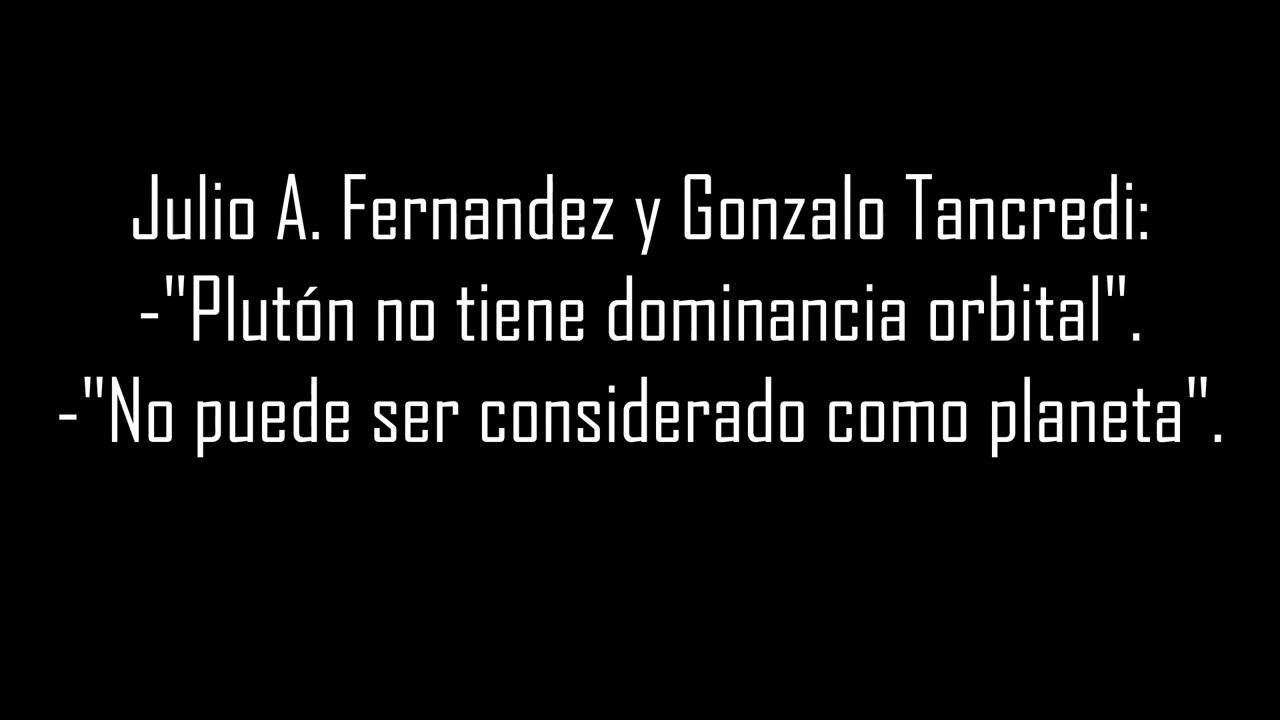 Julio A. Fernandez y Gonzalo Tancredi:
-"Plutón no tiene dominancia orbital".
-"No puede ser considerado como planeta".